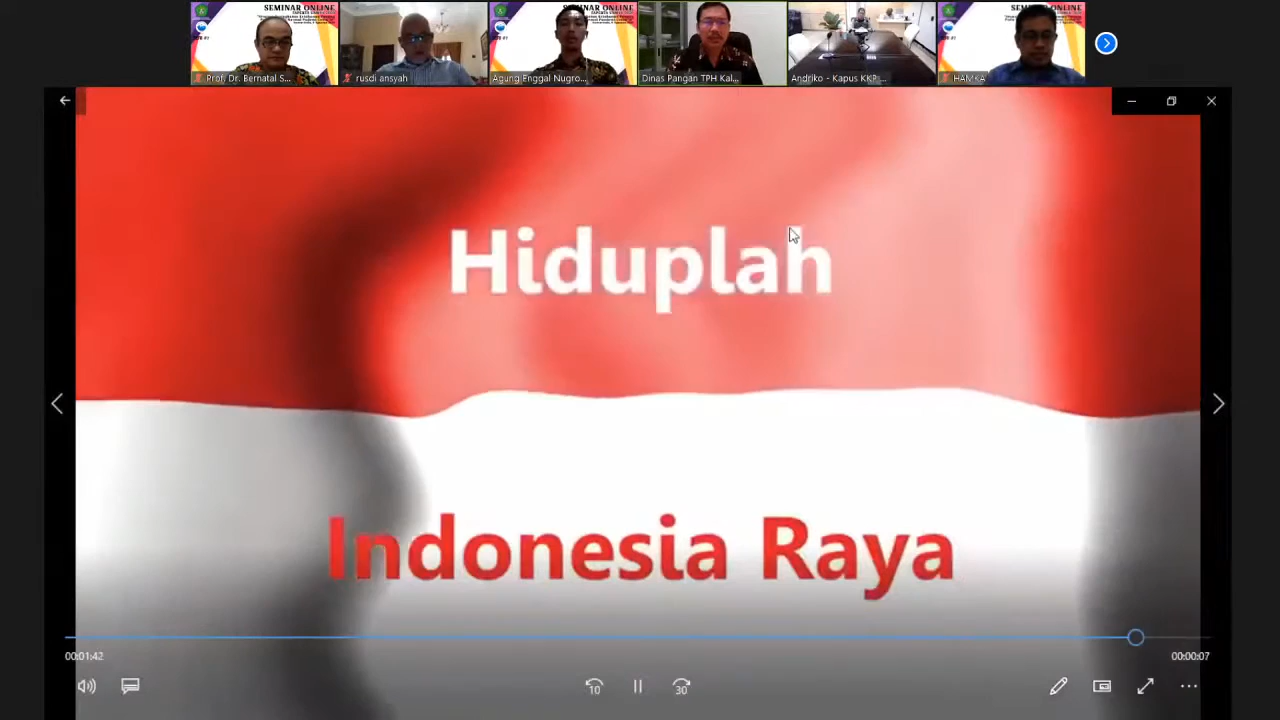 SEMINAR ONLINE
SEMINAR ONLINE
SEMINAR ONLINE
Prof. Dr. Bernatal S...
rusdi ansyah
Agung Enggal Nugro...
Dinas Pangan TPH Kal...
Andriko - Kapus KKP ...
HAMKA
Hiduplah
Indonesia Raya
00:01:42
00:00:07
10
30